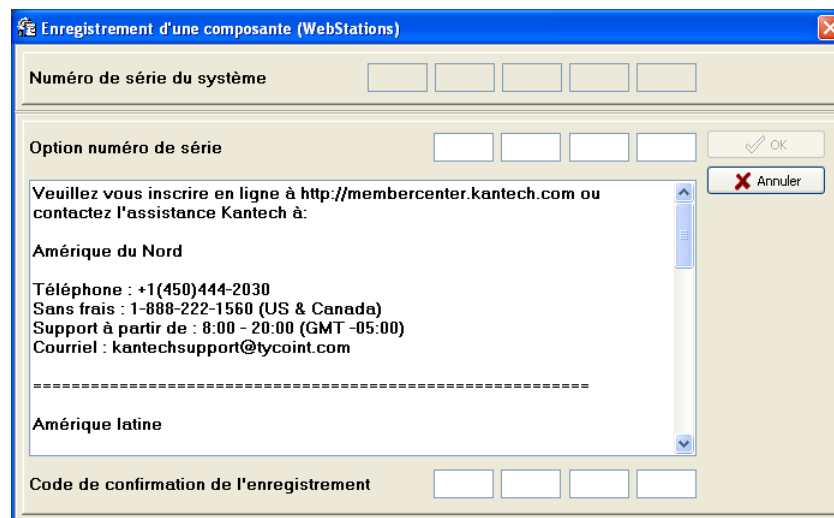 Enregistrement d'une composante (WebStations)
Numéro de série du système
Option numéro de série
OK
Annuler
Veuillez vous inscrire en ligne à http://membercenter.kantech.com ou
contactez l'assistance Kantech à:
Amérique du Nord
Téléphone : +1(450)444-2030
Sans frais : 1-888-222-1560 (US & Canada)
Support à partir de : 8:00 - 20:00 (GMT -05:00)
Courriel : kantechsupport@tycoint.com
==========================================================
Amérique latine
Code de confirmation de l'enregistrement